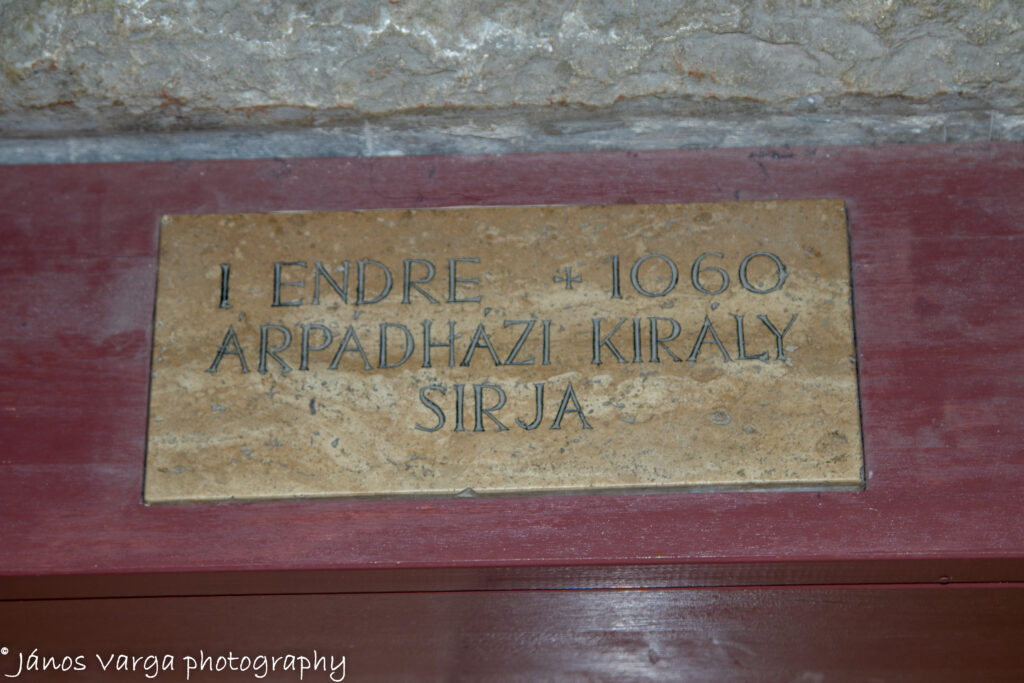 I ENDRE + 1060
ÁRPÁDHÁZI KIRÁLY
SÍRJA
© János Varga photography